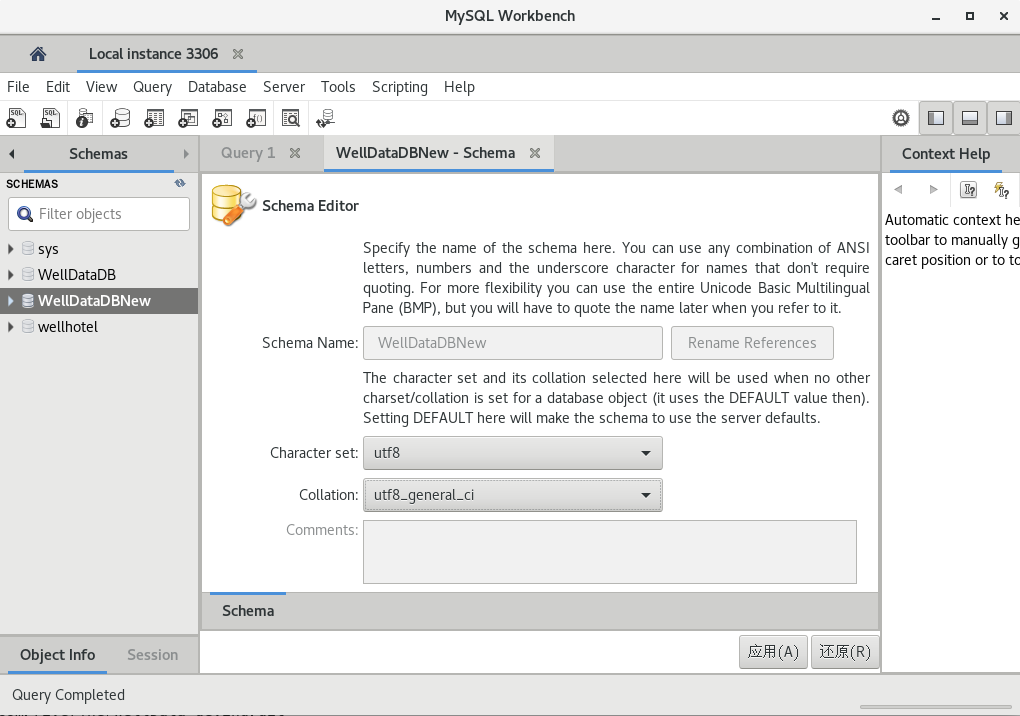 MySQL Workbench
Local instance 3306
File Edit View Query Database Server Tools Scripting Help
Schemas
Query 1
WellDataDBNew - Schema
Context Help
SCHEMAS
Filter objects
sys
WellDataDB
WellDataDBNew
wellhotel
Schema Editor
Specify the name of the schema here. You can use any combination of ANSI
letters, numbers and the underscore character for names that don't require
quoting. For more flexibility you can use the entire Unicode Basic Multilingual
Pane (BMP), but you will have to quote the name later when you refer to it.
Schema Name: WellDataDBNew Rename References
The character set and its collation selected here will be used when no other
charset/collation is set for a database object (it uses the DEFAULT value then).
Setting DEFAULT here will make the schema to use the server defaults.
Character set: utf8
Collation: utf8_general_ci
Comments:
Schema
应用(A) 还原(R)
Automatic context he
toolbar to manually g
caret position or to to
Object Info Session
Query Completed